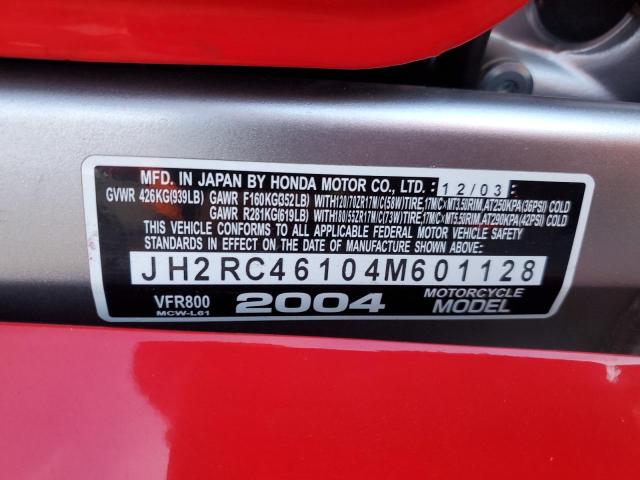 MFD. IN JAPAN BY HONDA MOTOR CO., LTD. : 12/03
GVWR 426KG(939LB) GAWR F160KG(352LB) WITH120/70ZR17M/C(58W)TIRE,17M/C×MT3.50RIM,AT250KPA(36PSI) COLD
GAWR R281KG(619LB) WITH180/55ZR17M/C(73W)TIRE,17M/C×MT5.50RIM,AT290KPA(42PSI) COLD
THIS VEHICLE CONFORMS TO ALL APPLICABLE FEDERAL MOTOR VEHICLE SAFETY
STANDARDS IN EFFECT ON THE DATE OF MANUFACTURE SHOWN ABOVE.
JH2RC46104M601128
VFR800 2004 MOTORCYCLE
MCW-L61 MODEL